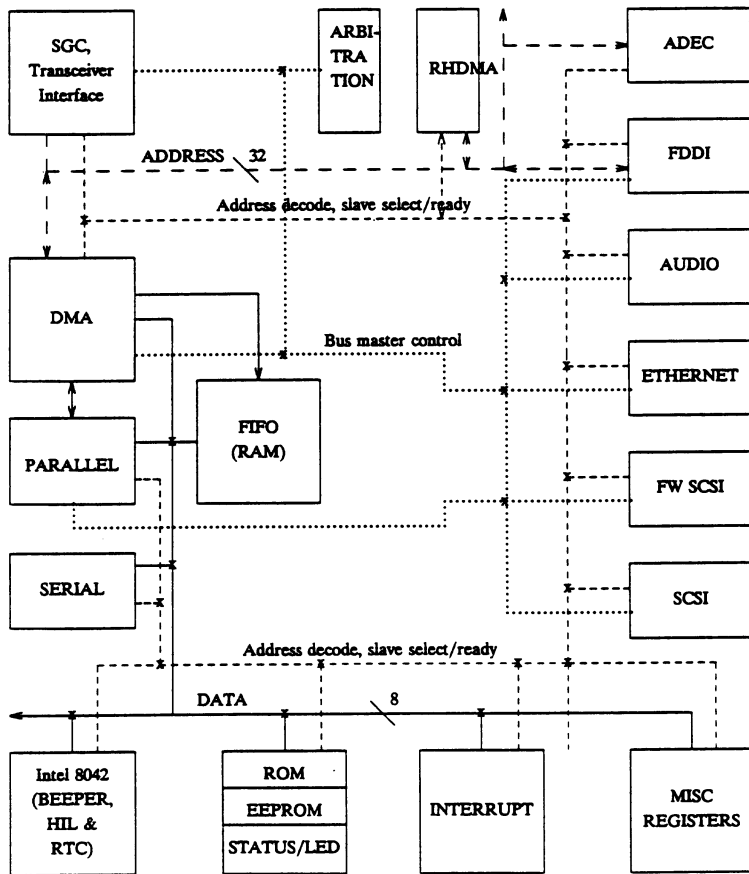 SGC,
Transceiver
Interface
ARBI-
TRA
TION
RHDMA
ADEC
ADDRESS 32
FDDI
Address decode, slave select/ready
AUDIO
DMA
Bus master control
ETHERNET
FIFO
(RAM)
PARALLEL
FW SCSI
SERIAL
SCSI
Address decode, slave select/ready
DATA 8
Intel 8042
(BEEPER,
HIL &
RTC)
ROM
EEPROM
STATUS/LED
INTERRUPT
MISC
REGISTERS